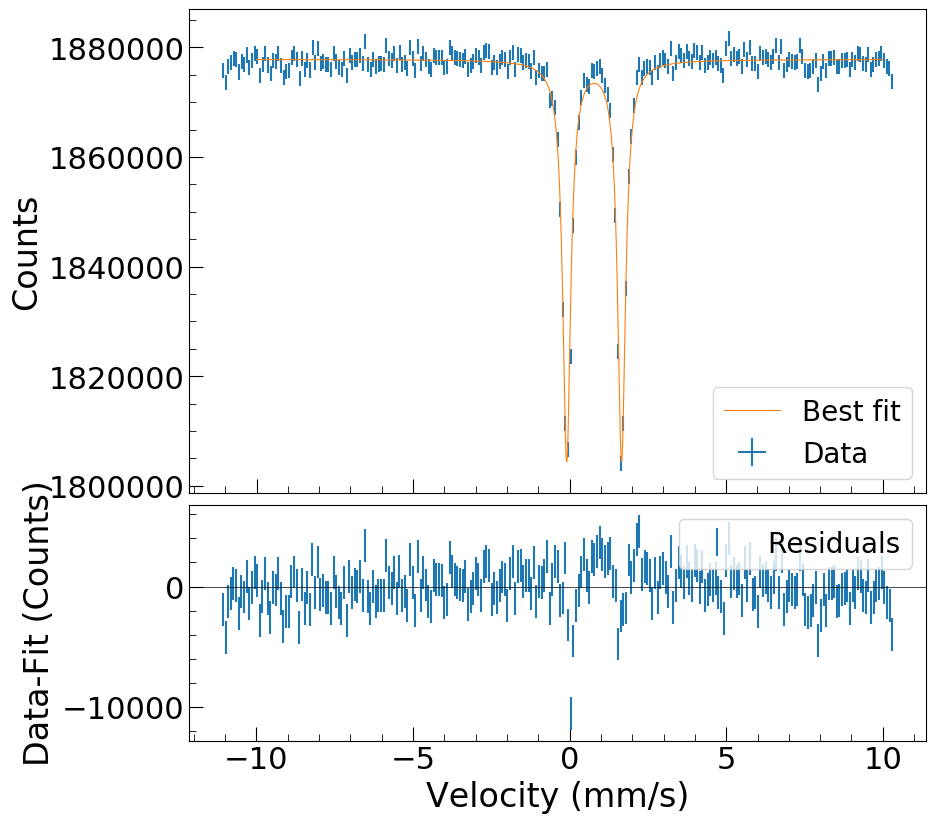 1880000
1860000
1840000
1820000
1800000
Counts
Best fit
Data
Residuals
0
−10000
Data-Fit (Counts)
−10
−5
0
5
10
Velocity (mm/s)